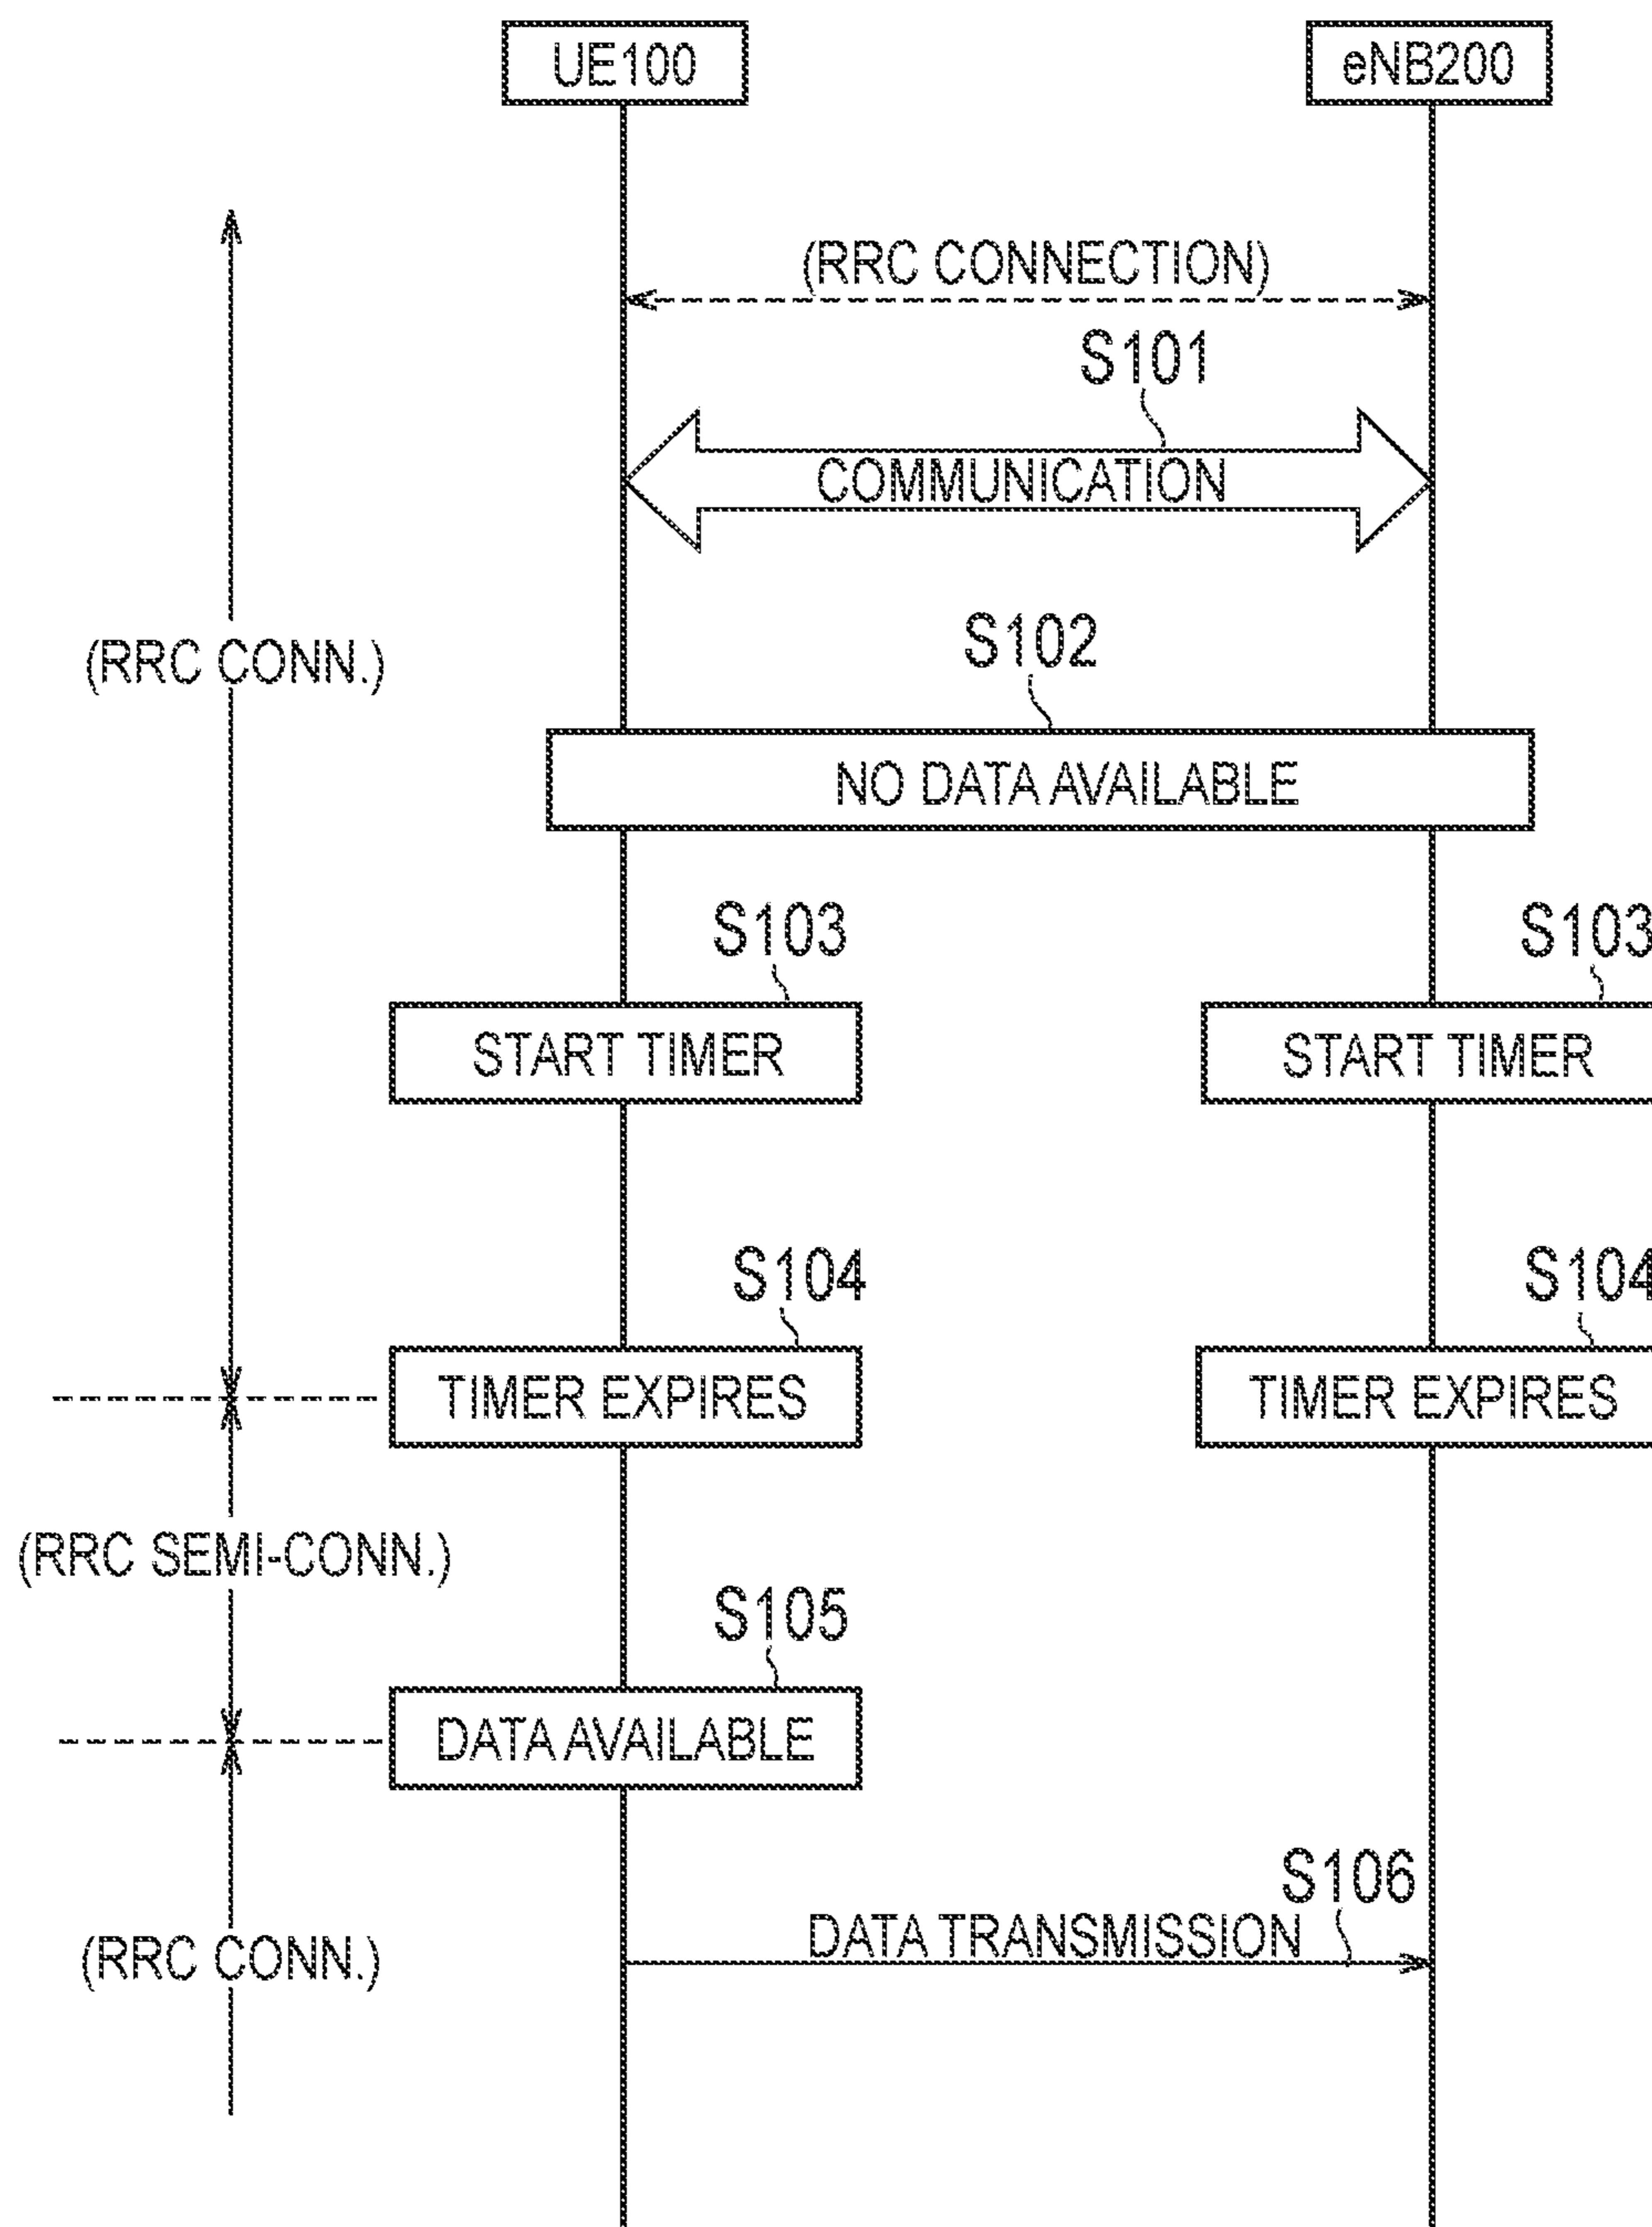 UE100
eNB200
(RRC CONNECTION)
S101
COMMUNICATION
S102
(RRC CONN.)
NO DATA AVAILABLE
S103
S103
START TIMER
START TIMER
S104
S104
TIMER EXPIRES
TIMER EXPIRES
(RRC SEMI-CONN.)
S105
DATA AVAILABLE
S106
DATA TRANSMISSION
(RRC CONN.)